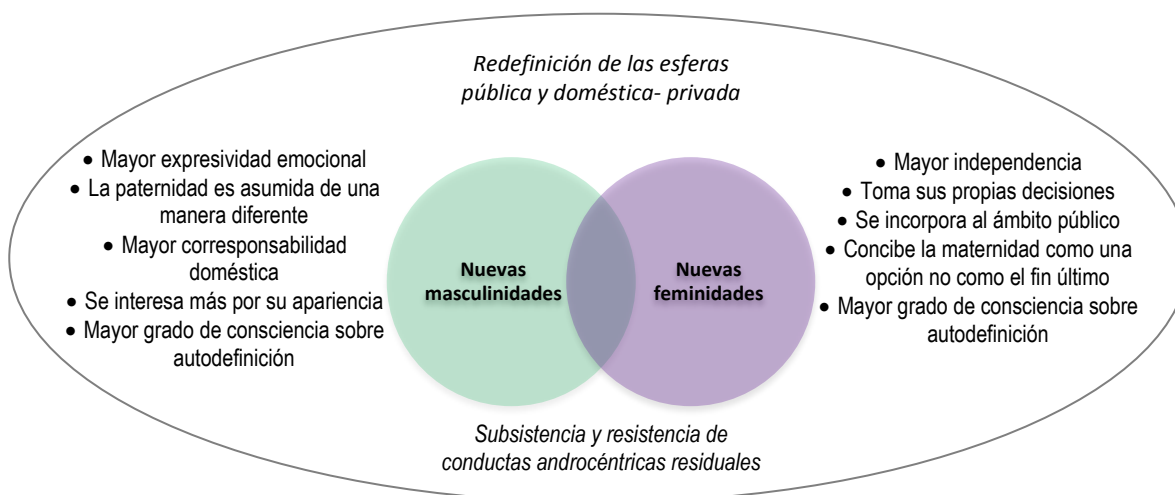 Redefinición de las esferas
pública y doméstica- privada
• Mayor expresividad emocional
• La paternidad es asumida de una
manera diferente
• Mayor corresponsabilidad
doméstica
• Se interesa más por su apariencia
• Mayor grado de consciencia sobre
autodefinición
Nuevas
masculinidades
Nuevas
feminidades
• Mayor independencia
• Toma sus propias decisiones
• Se incorpora al ámbito público
• Concibe la maternidad como una
opción no como el fin último
• Mayor grado de consciencia sobre
autodefinición
Subsistencia y resistencia de
conductas androcéntricas residuales